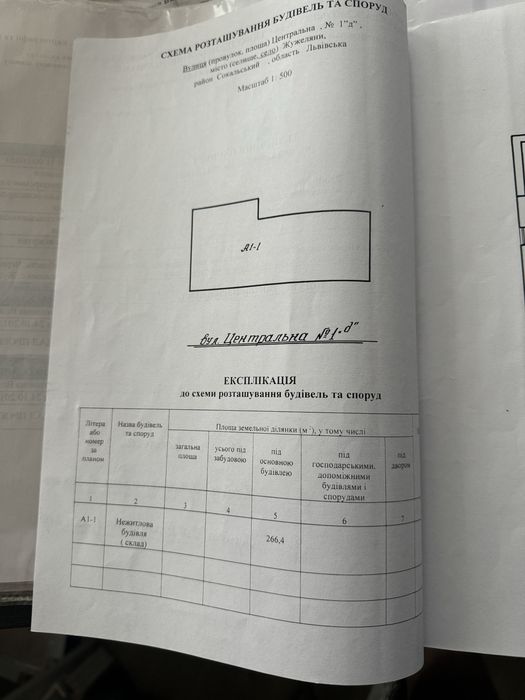 СХЕМА РОЗТАШУВАННЯ БУДІВЕЛЬ ТА СПОРУД
Вулиця (провулок, площа) Центральна , № 1"д",
місто (селище, село) Жужеляни,
район Сокальський , область Львівська
Масштаб 1: 500
А1-1
вул. Центральна №1„д"
ЕКСПЛІКАЦІЯ
до схеми розташування будівель та споруд
Літера або номер за планом
Назва будівель та споруд
Площа земельної ділянки (м²), у тому числі
загальна площа
усього під забудовою
під основною будівлею
під господарськими, допоміжними будівлями і спорудами
під двором
1 2 3 4 5 6 7
А1-1 Нежитлова будівля ( склад) 266,4